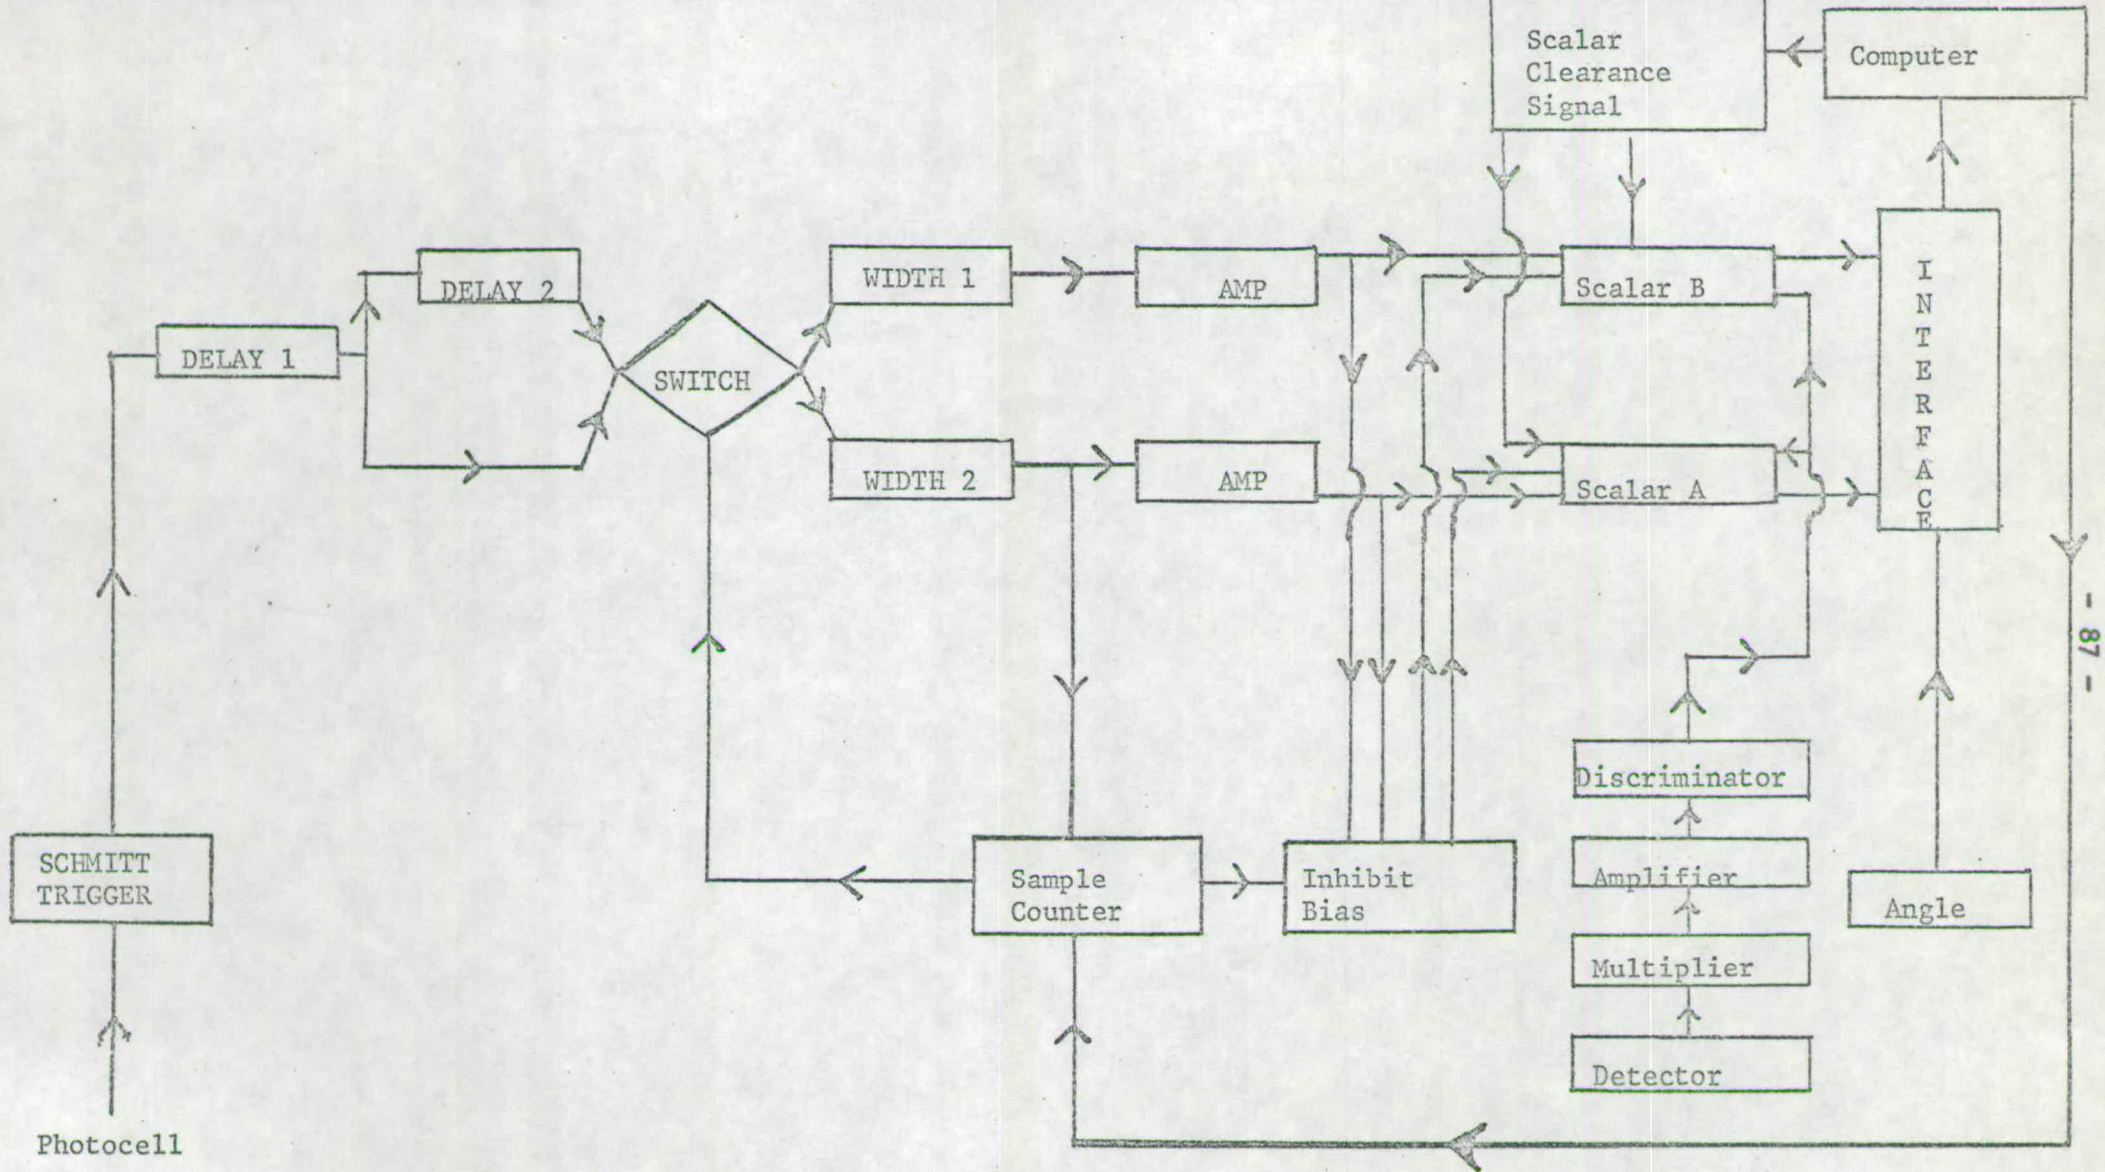 Scalar
Clearance
Signal
Computer
DELAY 2
WIDTH 1
AMP
Scalar B
INTERFACE
DELAY 1
SWITCH
WIDTH 2
AMP
Scalar A
- 87 -
Discriminator
SCHMITT
TRIGGER
Sample
Counter
Inhibit
Bias
Amplifier
Angle
Multiplier
Detector
Photocell